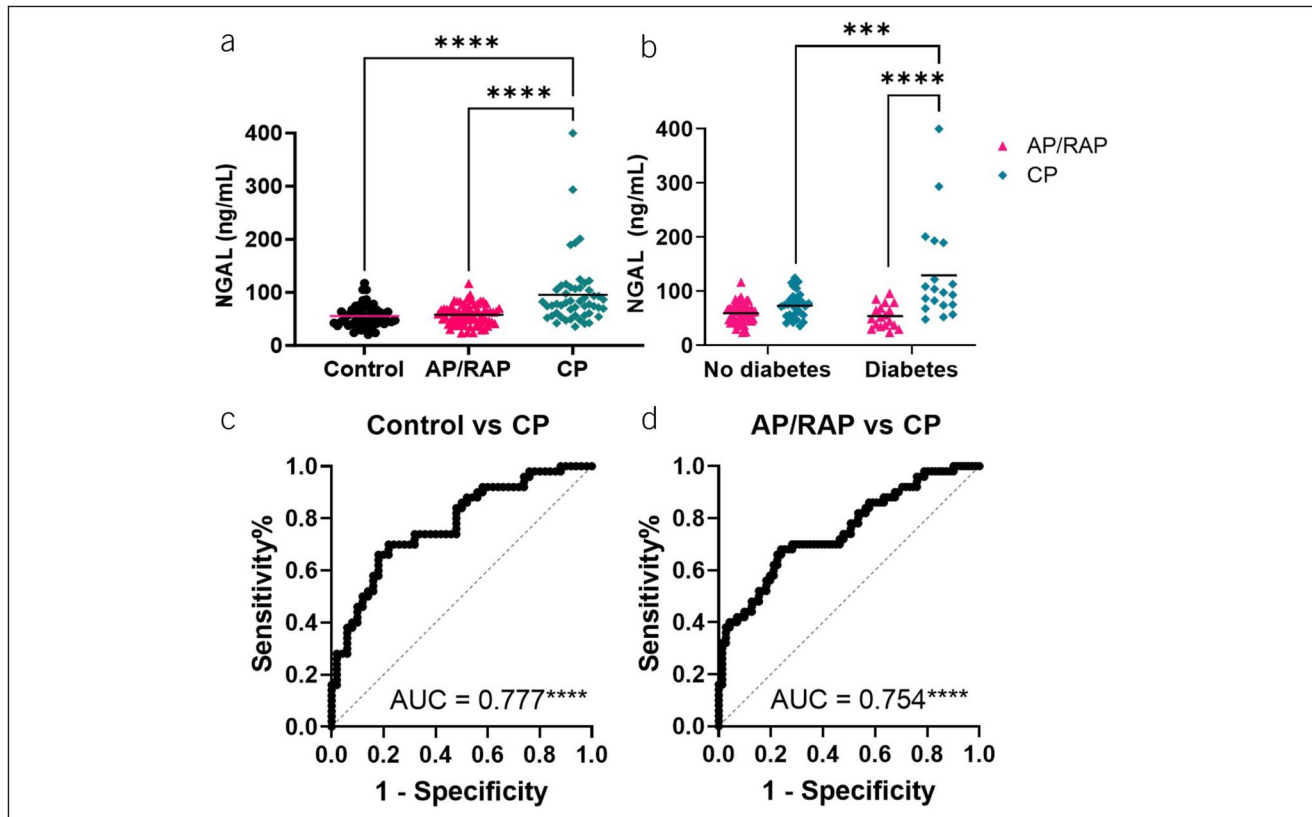 a
****
****
NGAL (ng/mL)
400
300
200
100
0
Control AP/RAP CP
b
***
****
NGAL (ng/mL)
400
300
200
100
0
No diabetes Diabetes
AP/RAP
CP
c
Control vs CP
Sensitivity%
1.0
0.8
0.6
0.4
0.2
0.0
AUC = 0.777****
0.0 0.2 0.4 0.6 0.8 1.0
1 - Specificity
d
AP/RAP vs CP
Sensitivity%
1.0
0.8
0.6
0.4
0.2
0.0
AUC = 0.754****
0.0 0.2 0.4 0.6 0.8 1.0
1 - Specificity